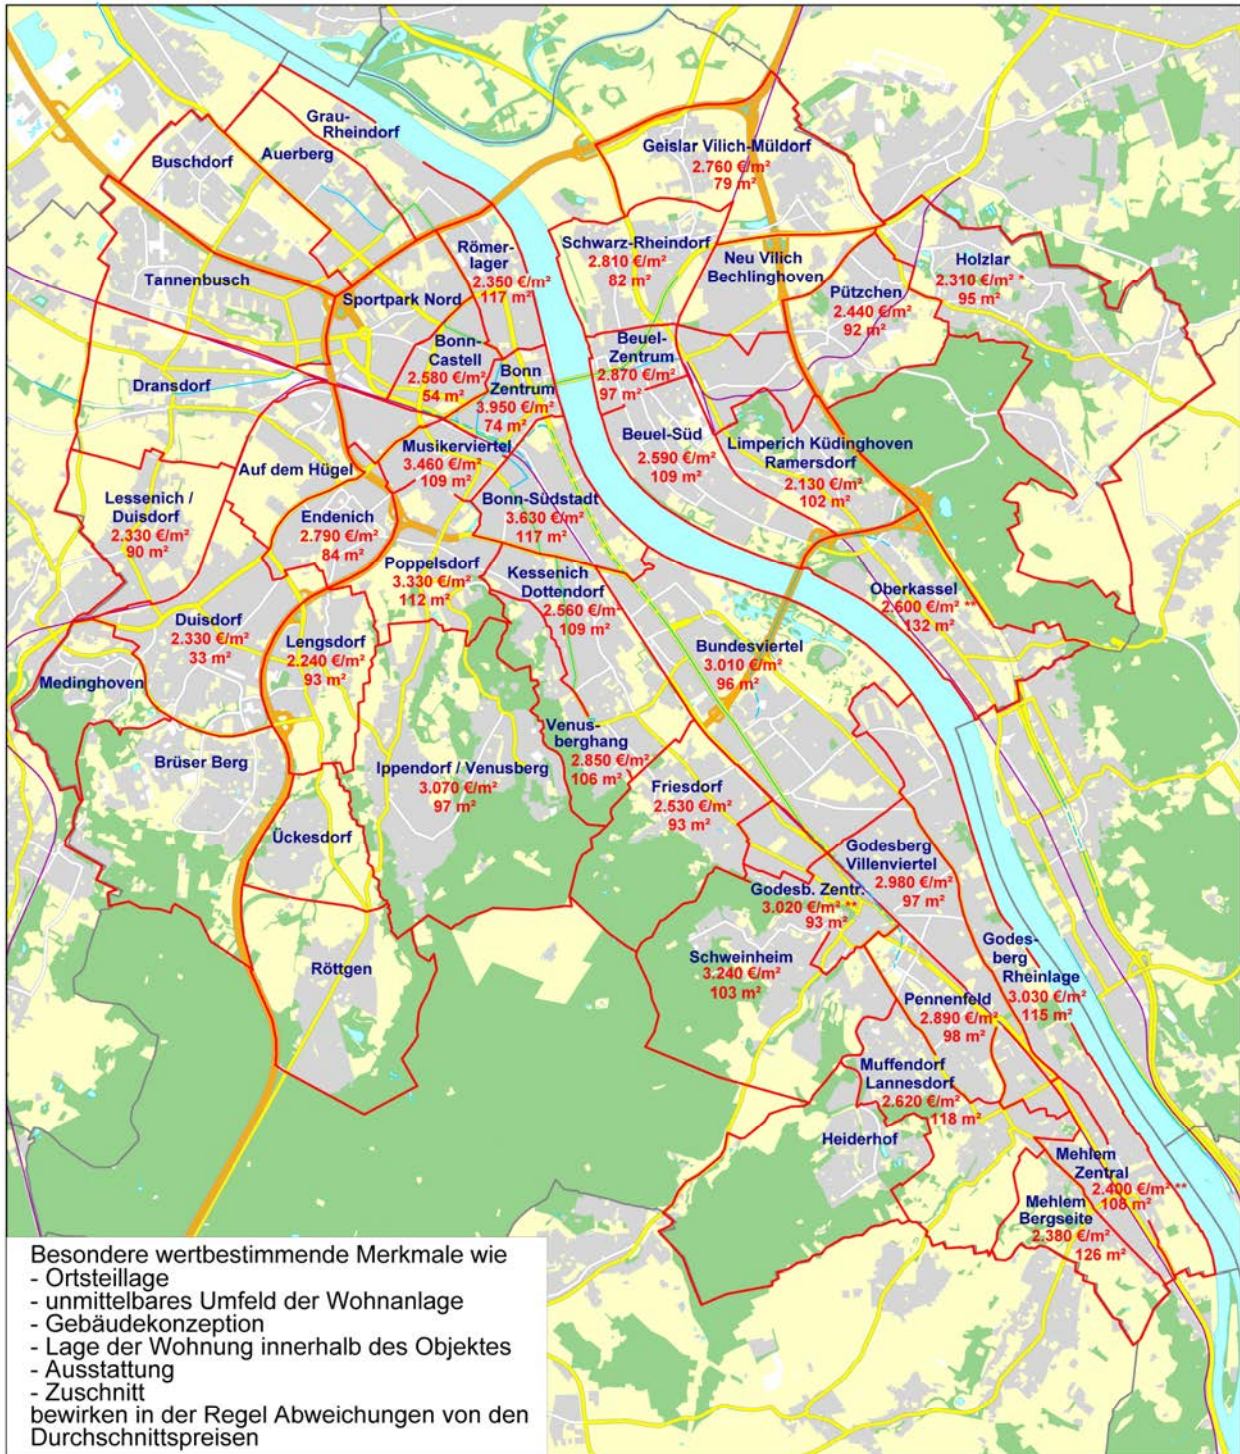 Grau-
Rheindorf
Buschdorf
Auerberg
Geislar Vilich-Müldorf
2.760 €/m²
79 m²
Römer-
lager
2.350 €/m²
117 m²
Schwarz-Rheindorf
2.810 €/m²
82 m²
Neu Vilich
Bechlinghoven
Holzlar
2.310 €/m² *
95 m²
Tannenbusch
Sportpark Nord
Pützchen
2.440 €/m²
92 m²
Bonn-
Castell
2.580 €/m²
54 m²
Bonn
Zentrum
3.950 €/m²
74 m²
Beuel-
Zentrum
2.870 €/m²
97 m²
Dransdorf
Musikerviertel
3.460 €/m²
109 m²
Beuel-Süd
2.590 €/m²
109 m²
Limperich Küdinghoven
Ramersdorf
2.130 €/m²
102 m²
Auf dem Hügel
Lessenich /
Duisdorf
2.330 €/m²
90 m²
Endenich
2.790 €/m²
84 m²
Bonn-Südstadt
3.630 €/m²
117 m²
Poppelsdorf
3.330 €/m²
112 m²
Kessenich
Dottendorf
2.560 €/m²
109 m²
Oberkassel
2.600 €/m² **
132 m²
Duisdorf
2.330 €/m²
33 m²
Lengsdorf
2.240 €/m²
93 m²
Bundesviertel
3.010 €/m²
96 m²
Medinghoven
Venus-
berghang
2.850 €/m²
106 m²
Brüser Berg
Ippendorf / Venusberg
3.070 €/m²
97 m²
Friesdorf
2.530 €/m²
93 m²
Ückesdorf
Godesberg
Villenviertel
2.980 €/m²
97 m²
Godesb. Zentr.
3.020 €/m² **
93 m²
Röttgen
Schweinheim
3.240 €/m²
103 m²
Godes-
berg
Rheinlage
3.030 €/m²
115 m²
Pennenfeld
2.890 €/m²
98 m²
Muffendorf
Lannesdorf
2.620 €/m²
118 m²
Heiderhof
Mehlem
Zentral
2.400 €/m² **
108 m²
Mehlem
Bergseite
2.380 €/m²
126 m²
Besondere wertbestimmende Merkmale wie
- Ortsteillage
- unmittelbares Umfeld der Wohnanlage
- Gebäudekonzeption
- Lage der Wohnung innerhalb des Objektes
- Ausstattung
- Zuschnitt
bewirken in der Regel Abweichungen von den
Durchschnittspreisen